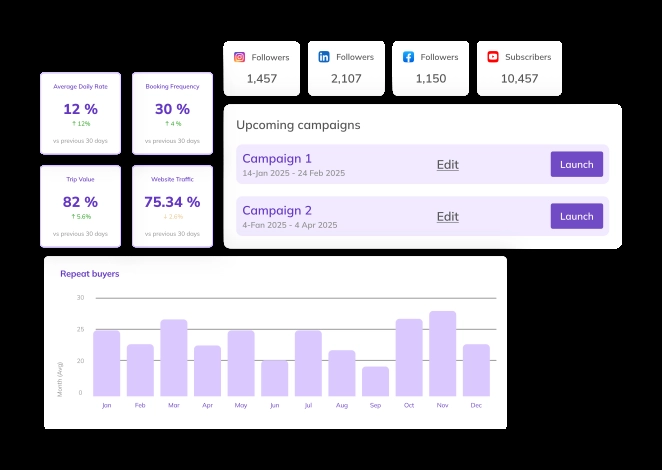 Followers
1,457
Followers
2,107
Followers
1,150
Subscribers
10,457
Average Daily Rate
12 %
↑ 12%
vs previous 30 days
Booking Frequency
30 %
↑ 4 %
vs previous 30 days
Trip Value
82 %
↑ 5.6%
vs previous 30 days
Website Traffic
75.34 %
↓ 1.6%
vs previous 30 days
Upcoming campaigns
Campaign 1
14-Jan 2025 - 24 Feb 2025
Edit
Launch
Campaign 2
4-Fan 2025 - 4 Apr 2025
Edit
Launch
Repeat buyers
Month (Avg)
30
25
20
0
Jan Feb Mar Apr May Jun Jul Aug Sep Oct Nov Dec